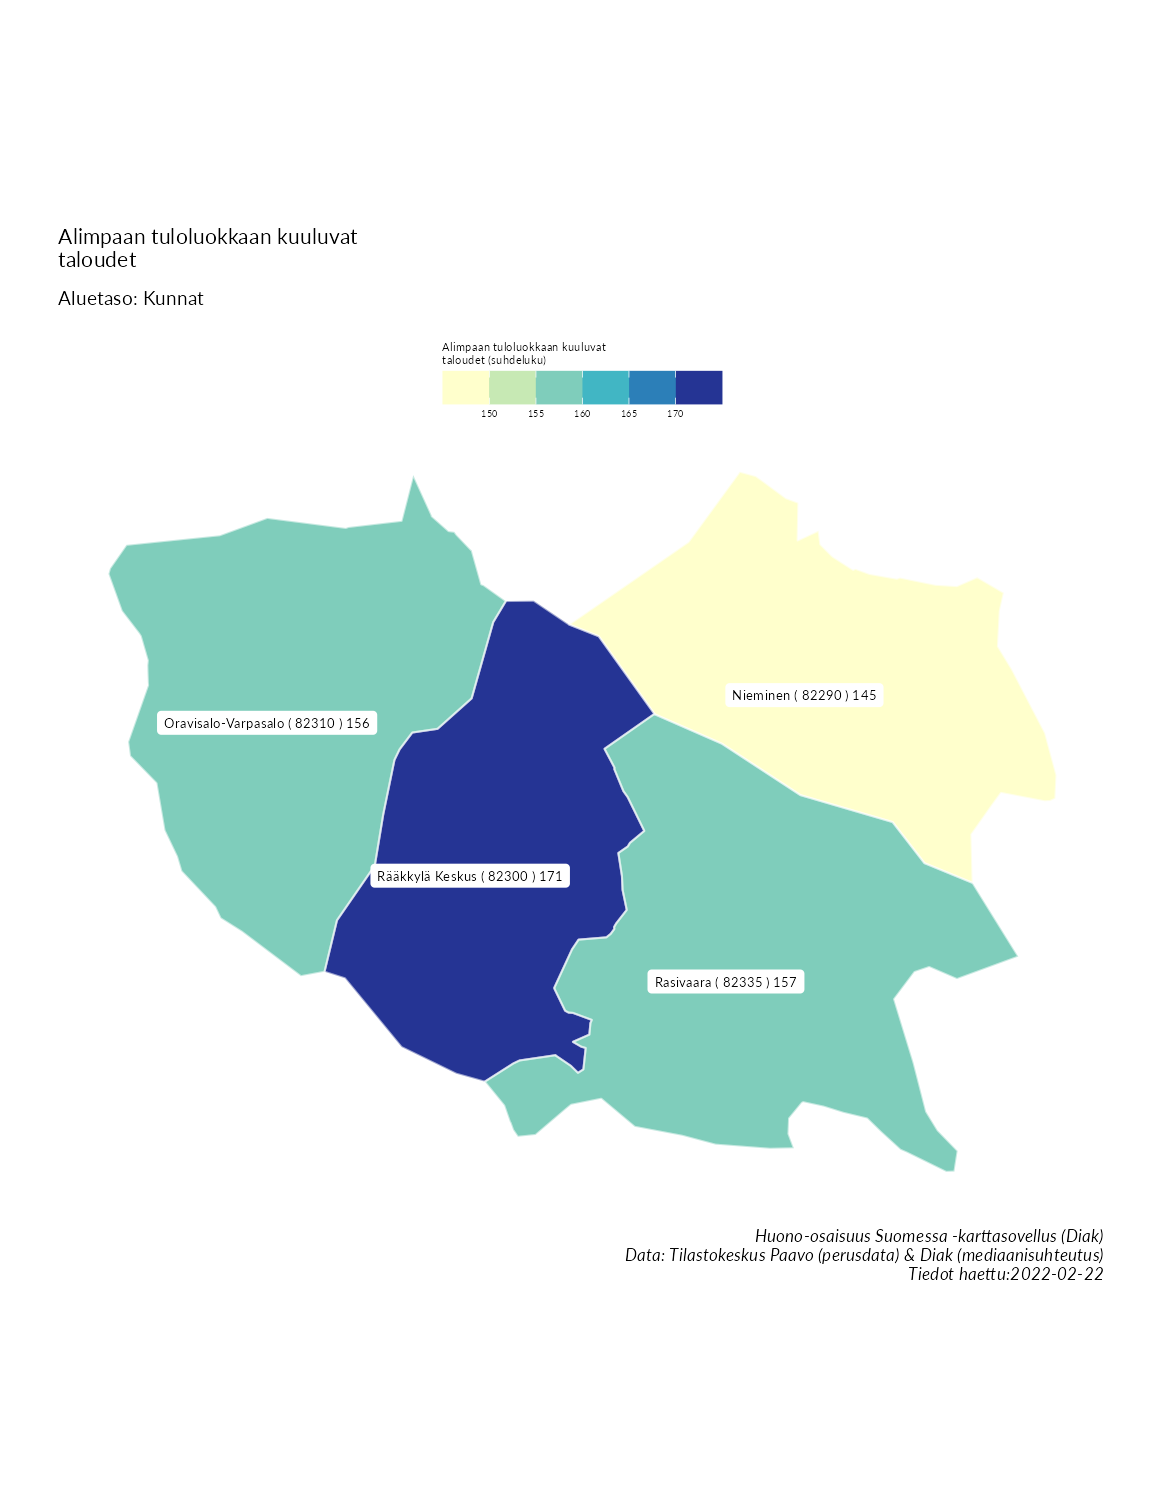 Alimpaan tuloluokkaan kuuluvat
taloudet
Aluetaso: Kunnat
Alimpaan tuloluokkaan kuuluvat
taloudet (suhdeluku)
150 155 160 165 170
Nieminen ( 82290 ) 145
Oravisalo-Varpasalo ( 82310 ) 156
Rääkkylä Keskus ( 82300 ) 171
Rasivaara ( 82335 ) 157
Huono-osaisuus Suomessa -karttasovellus (Diak)
Data: Tilastokeskus Paavo (perusdata) & Diak (mediaanisuhteutus)
Tiedot haettu:2022-02-22